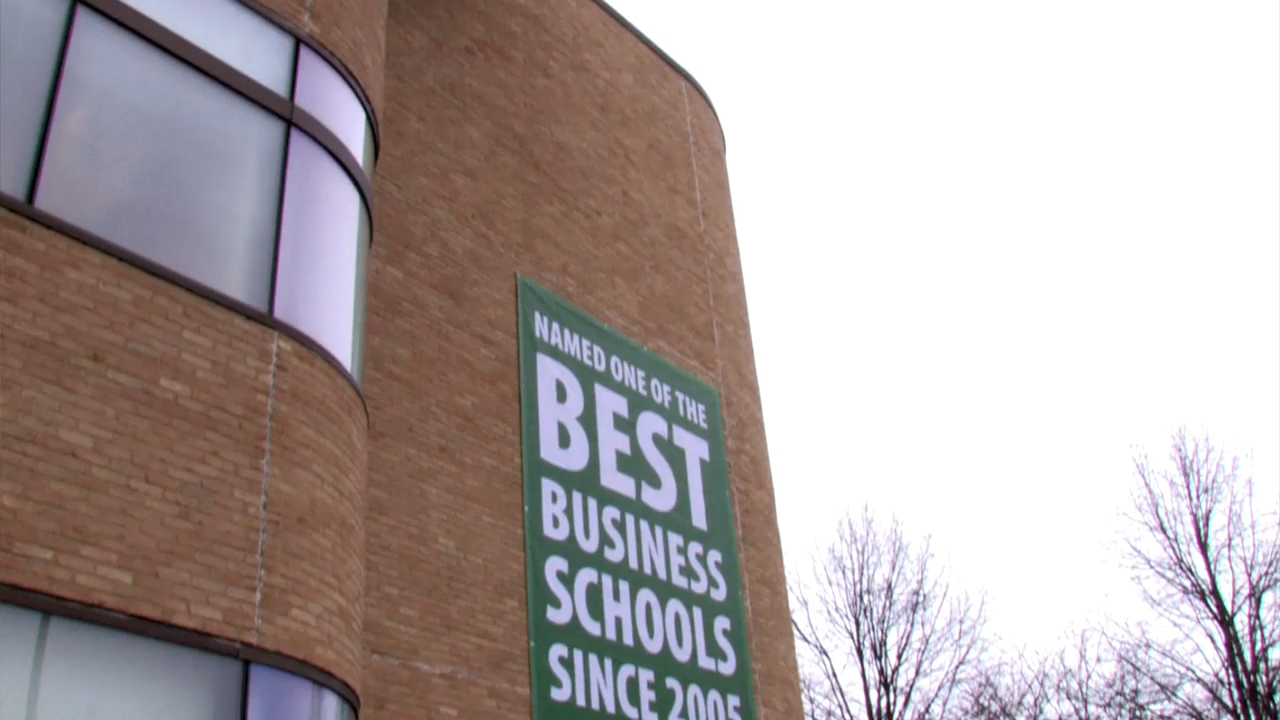 NAMED ONE OF THE
BEST
BUSINESS
SCHOOLS
SINCE 2005